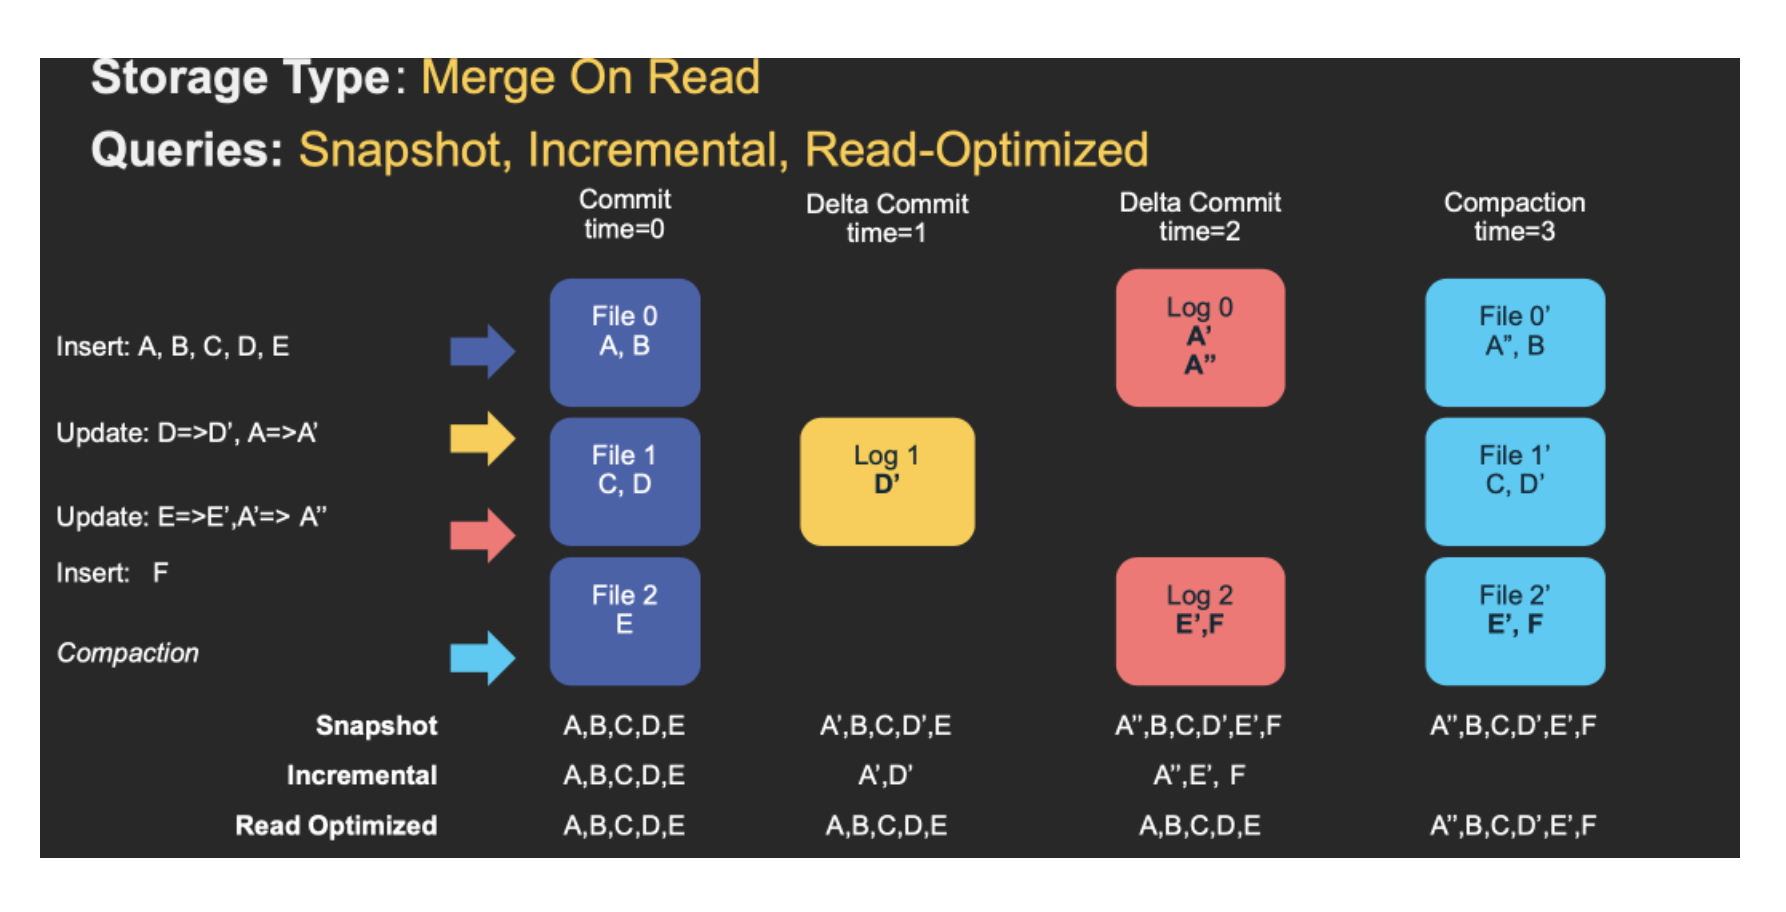 Storage Type: Merge On Read
Queries: Snapshot, Incremental, Read-Optimized
Commit
time=0
Delta Commit
time=1
Delta Commit
time=2
Compaction
time=3
Insert: A, B, C, D, E
Update: D=>D’, A=>A’
Update: E=>E’,A’=> A”
Insert: F
Compaction
File 0
A, B
Log 0
A’
A”
File 0’
A”, B
File 1
C, D
Log 1
D’
File 1’
C, D’
File 2
E
Log 2
E’,F
File 2’
E’, F
Snapshot A,B,C,D,E A’,B,C,D’,E A”,B,C,D’,E’,F A”,B,C,D’,E’,F
Incremental A,B,C,D,E A’,D’ A”,E’, F
Read Optimized A,B,C,D,E A,B,C,D,E A,B,C,D,E A”,B,C,D’,E’,F